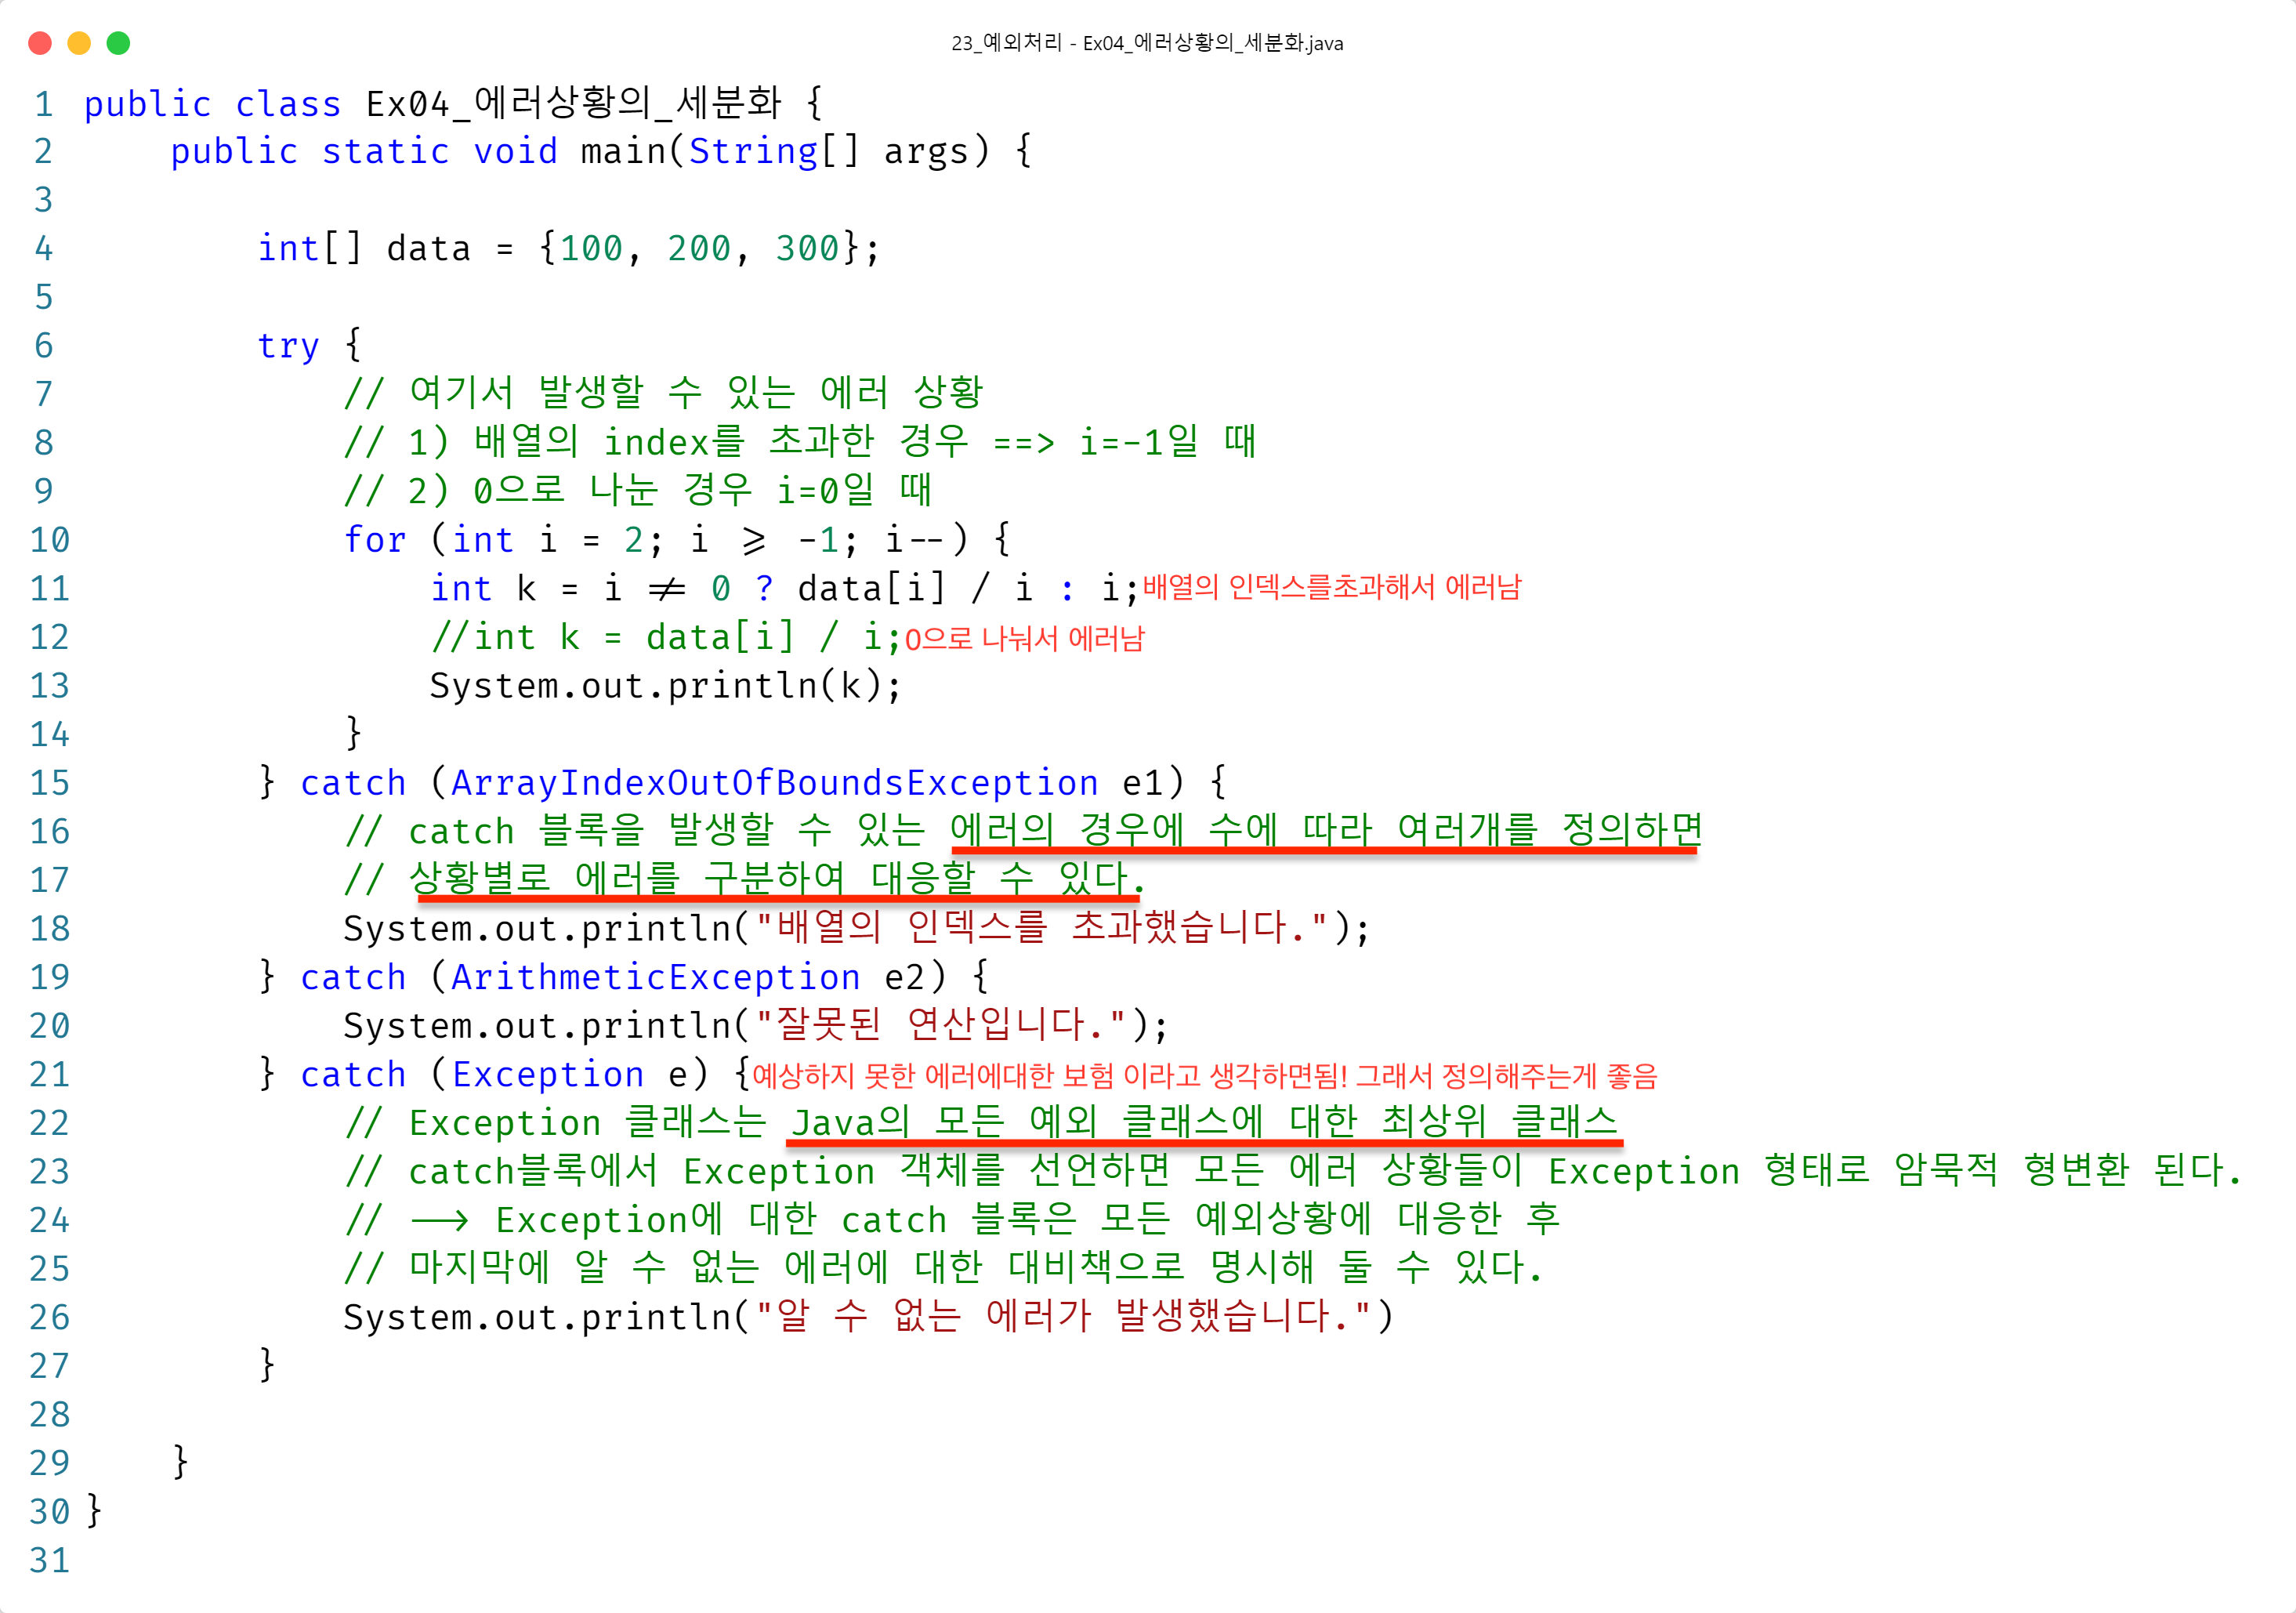 23_예외처리 - Ex04_에러상황의_세분화.java
1 public class Ex04_에러상황의_세분화 {
2 public static void main(String[] args) {
3
4 int[] data = {100, 200, 300};
5
6 try {
7 // 여기서 발생할 수 있는 에러 상황
8 // 1) 배열의 index를 초과한 경우 ==> i=-1일 때
9 // 2) 0으로 나눈 경우 i=0일 때
10 for (int i = 2; i >= -1; i--) {
11 int k = i != 0 ? data[i] / i : i;배열의 인덱스를초과해서 에러남
12 //int k = data[i] / i;0으로 나눠서 에러남
13 System.out.println(k);
14 }
15 } catch (ArrayIndexOutOfBoundsException e1) {
16 // catch 블록을 발생할 수 있는 에러의 경우에 수에 따라 여러개를 정의하면
17 // 상황별로 에러를 구분하여 대응할 수 있다.
18 System.out.println("배열의 인덱스를 초과했습니다.");
19 } catch (ArithmeticException e2) {
20 System.out.println("잘못된 연산입니다.");
21 } catch (Exception e) {예상하지 못한 에러에대한 보험 이라고 생각하면됨! 그래서 정의해주는게 좋음
22 // Exception 클래스는 Java의 모든 예외 클래스에 대한 최상위 클래스
23 // catch블록에서 Exception 객체를 선언하면 모든 에러 상황들이 Exception 형태로 암묵적 형변환 된다.
24 // --> Exception에 대한 catch 블록은 모든 예외상황에 대응한 후
25 // 마지막에 알 수 없는 에러에 대한 대비책으로 명시해 둘 수 있다.
26 System.out.println("알 수 없는 에러가 발생했습니다.")
27 }
28
29 }
30 }
31